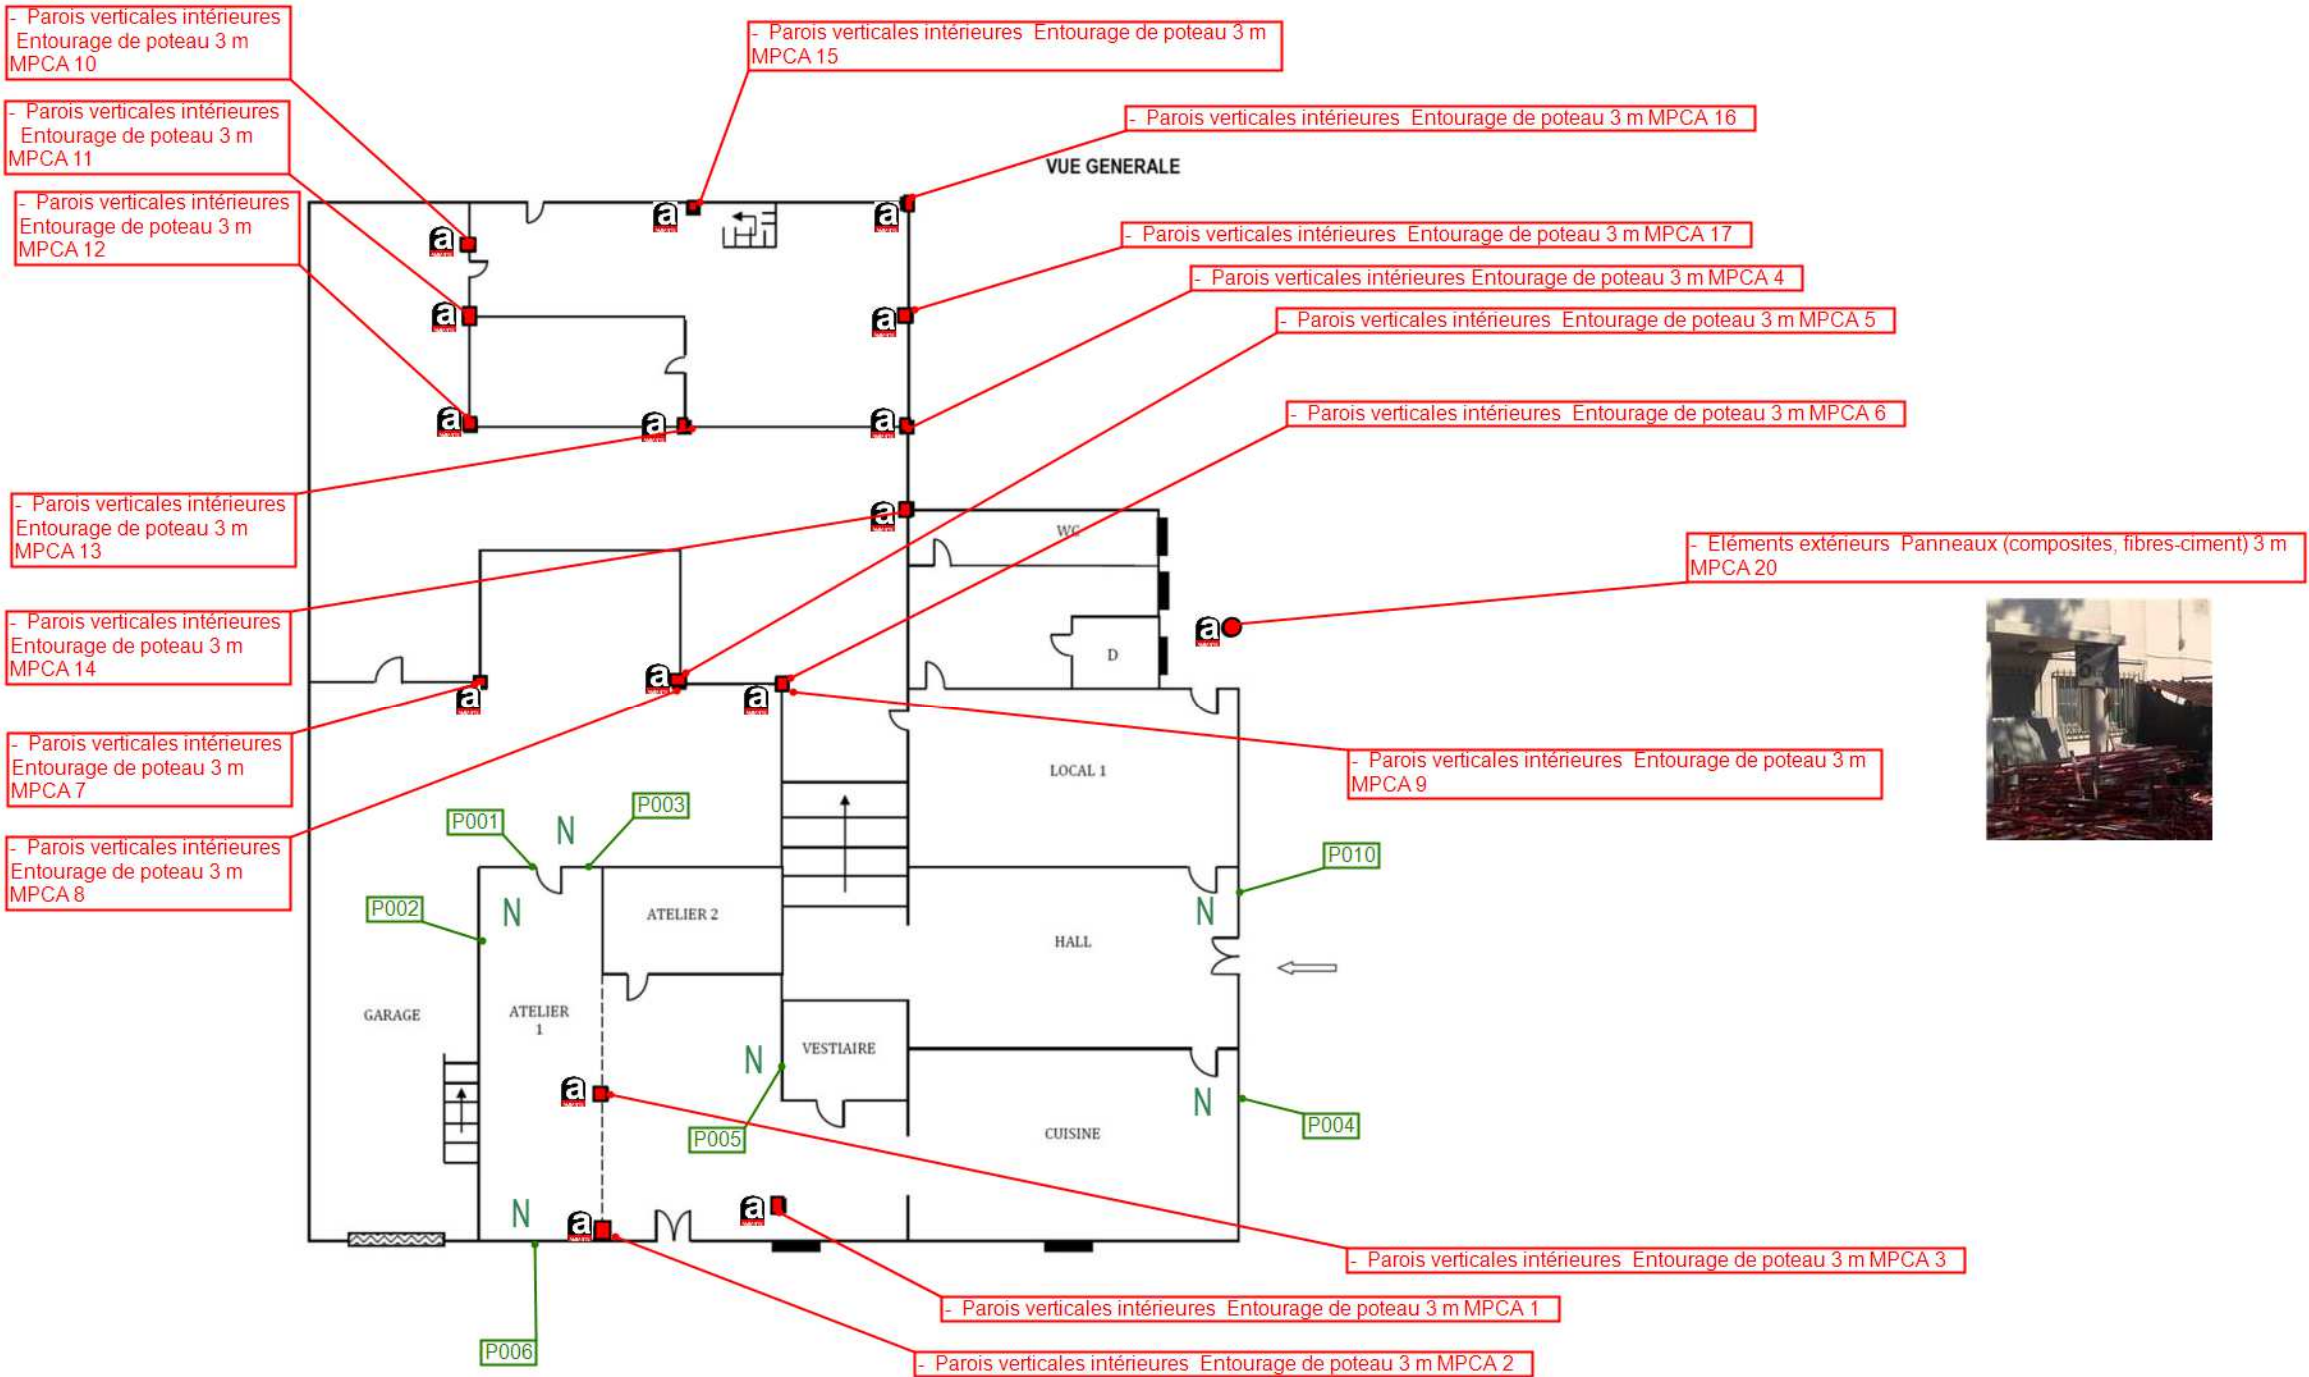 - Parois verticales intérieures
Entourage de poteau 3 m
MPCA 10
- Parois verticales intérieures Entourage de poteau 3 m
MPCA 15
- Parois verticales intérieures
Entourage de poteau 3 m
MPCA 11
- Parois verticales intérieures Entourage de poteau 3 m MPCA 16
VUE GENERALE
- Parois verticales intérieures
Entourage de poteau 3 m
MPCA 12
a
a
a
- Parois verticales intérieures Entourage de poteau 3 m MPCA 17
- Parois verticales intérieures Entourage de poteau 3 m MPCA 4
a
a
- Parois verticales intérieures Entourage de poteau 3 m MPCA 5
- Parois verticales intérieures Entourage de poteau 3 m MPCA 6
a
a
a
- Parois verticales intérieures
Entourage de poteau 3 m
MPCA 13
a
WC
- Eléments extérieurs Panneaux (composites, fibres-ciment) 3 m
MPCA 20
- Parois verticales intérieures
Entourage de poteau 3 m
MPCA 14
a
D
6
a
a
a
- Parois verticales intérieures
Entourage de poteau 3 m
MPCA 7
- Parois verticales intérieures Entourage de poteau 3 m
MPCA 9
LOCAL 1
P001
N
P003
- Parois verticales intérieures
Entourage de poteau 3 m
MPCA 8
P010
P002
N
ATELIER 2
N
HALL
GARAGE
ATELIER
1
VESTIAIRE
N
a
N
P005
CUISINE
P004
N
a
a
- Parois verticales intérieures Entourage de poteau 3 m MPCA 3
- Parois verticales intérieures Entourage de poteau 3 m MPCA 1
P006
- Parois verticales intérieures Entourage de poteau 3 m MPCA 2